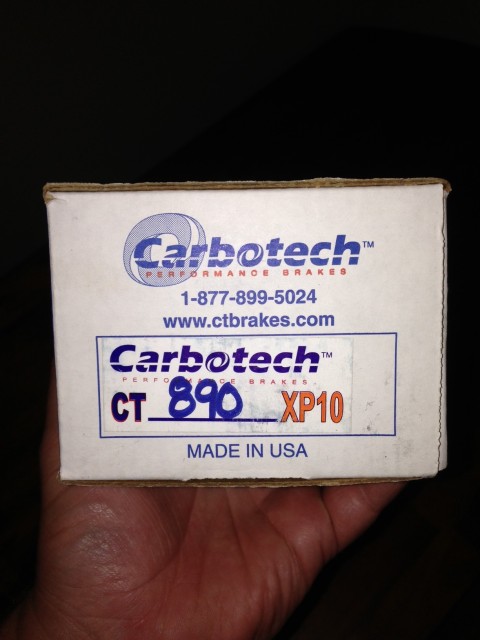 Carbotech™
PERFORMANCE BRAKES
1-877-899-5024
www.ctbrakes.com
Carbotech™
PERFORMANCE BRAKES
CT 890 XP10
MADE IN USA